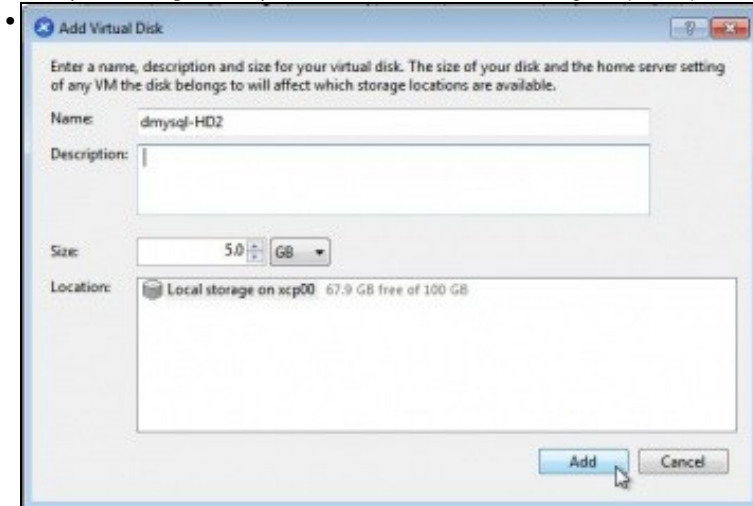 Add Virtual Disk
Enter a name, description and size for your virtual disk. The size of your disk and the home server setting
of any VM the disk belongs to will affect which storage locations are available.
Name:
dmysql-HD2
Description:
Size:
5.0
GB
Location:
Local storage on xcp00 67.9 GB free of 100 GB
Add
Cancel